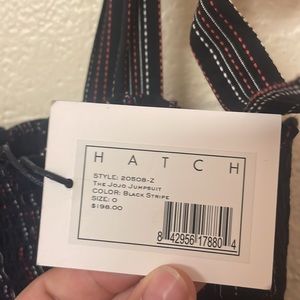 HATCH
STYLE: 20508-Z
THE JOJO JUMPSUIT
COLOR: BLACK STRIPE
SIZE: 0
$198.00
8 42956 17880 4